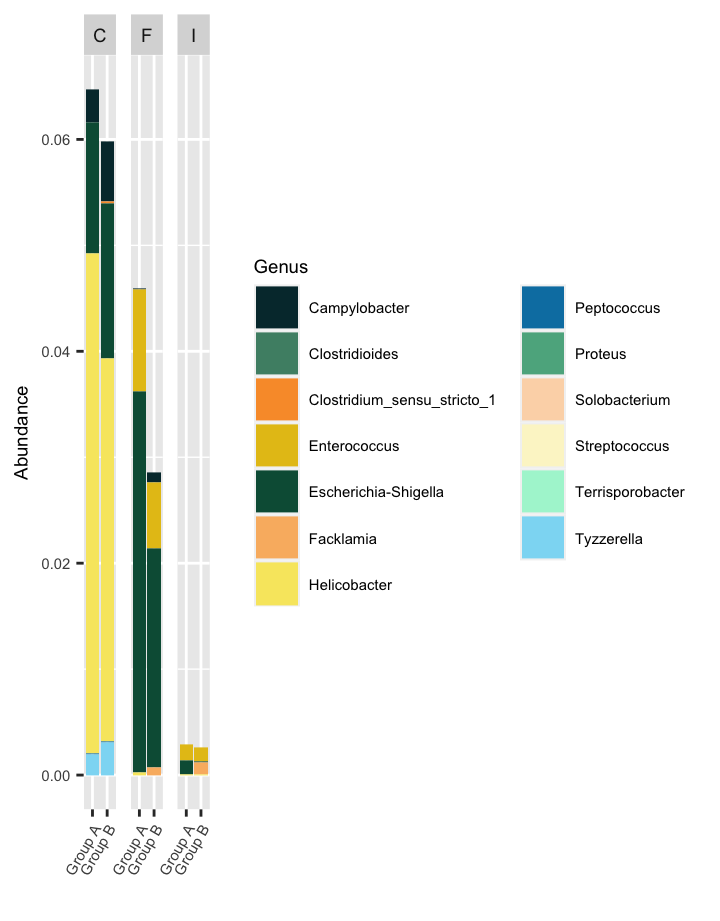 C F I
0.06
0.04
0.02
0.00
Abundance
Group A
Group B
Group A
Group B
Group A
Group B
Genus
Campylobacter
Clostridioides
Clostridium_sensu_stricto_1
Enterococcus
Escherichia-Shigella
Facklamia
Helicobacter
Peptococcus
Proteus
Solobacterium
Streptococcus
Terrisporobacter
Tyzzerella